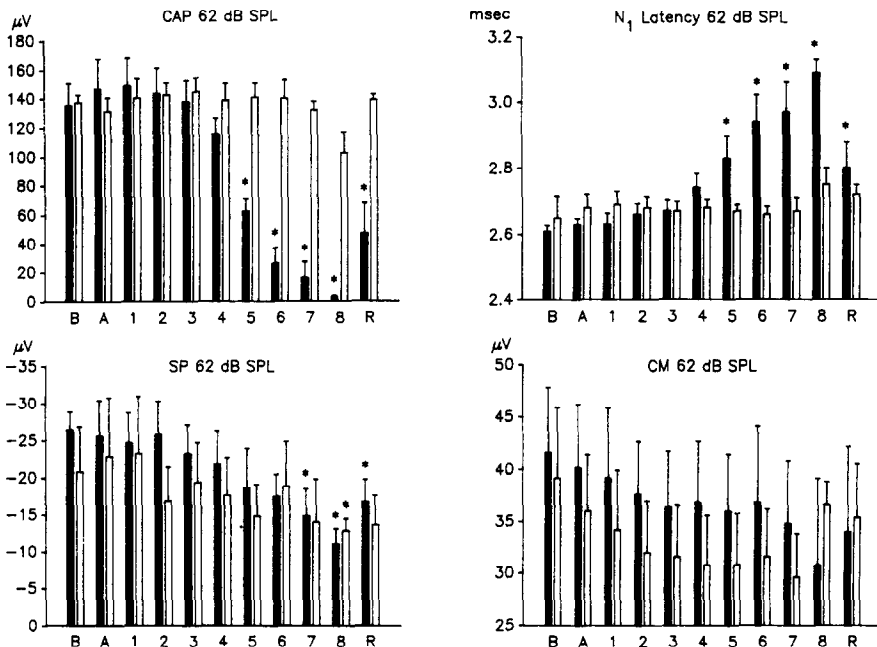 μV
CAP 62 dB SPL
180
160
140
120
100
80
60
40
20
0
* * * * *
B A 1 2 3 4 5 6 7 8 R
msec
N1 Latency 62 dB SPL
3.2
3.0
2.8
2.6
2.4
* * * * *
B A 1 2 3 4 5 6 7 8 R
μV
SP 62 dB SPL
-35
-30
-25
-20
-15
-10
-5
0
* * * *
B A 1 2 3 4 5 6 7 8 R
μV
CM 62 dB SPL
50
45
40
35
30
25
B A 1 2 3 4 5 6 7 8 R